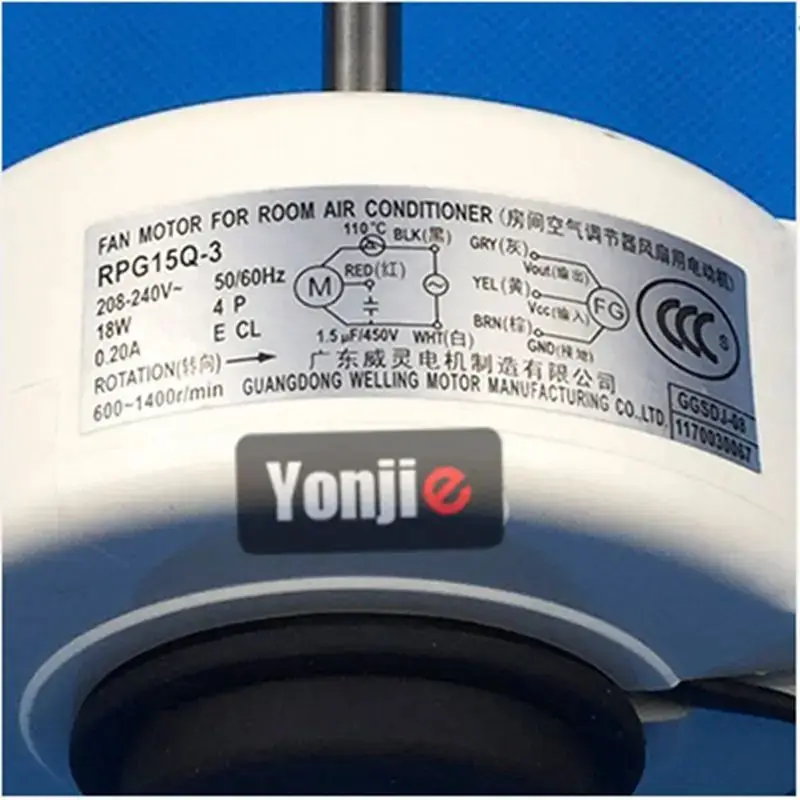 FAN MOTOR FOR ROOM AIR CONDITIONER (房间空气调节器风扇用电动机)
RPG15Q-3
208-240V~ 50/60Hz
18W 4 P
0.20A E CL
ROTATION(转向)
600~1400r/min
110℃
BLK(黑)
M
RED(红)
1.5µF/450V
WHT(白)
GRY(灰)
Vout(输出)
YEL(黄)
FG
Vcc(输入)
BRN(棕)
GND(接地)
CCC S
广东威灵电机制造有限公司
GUANGDONG WELLING MOTOR MANUFACTURING CO.,LTD.
GGSDJ-08
1170030067
Yonjie